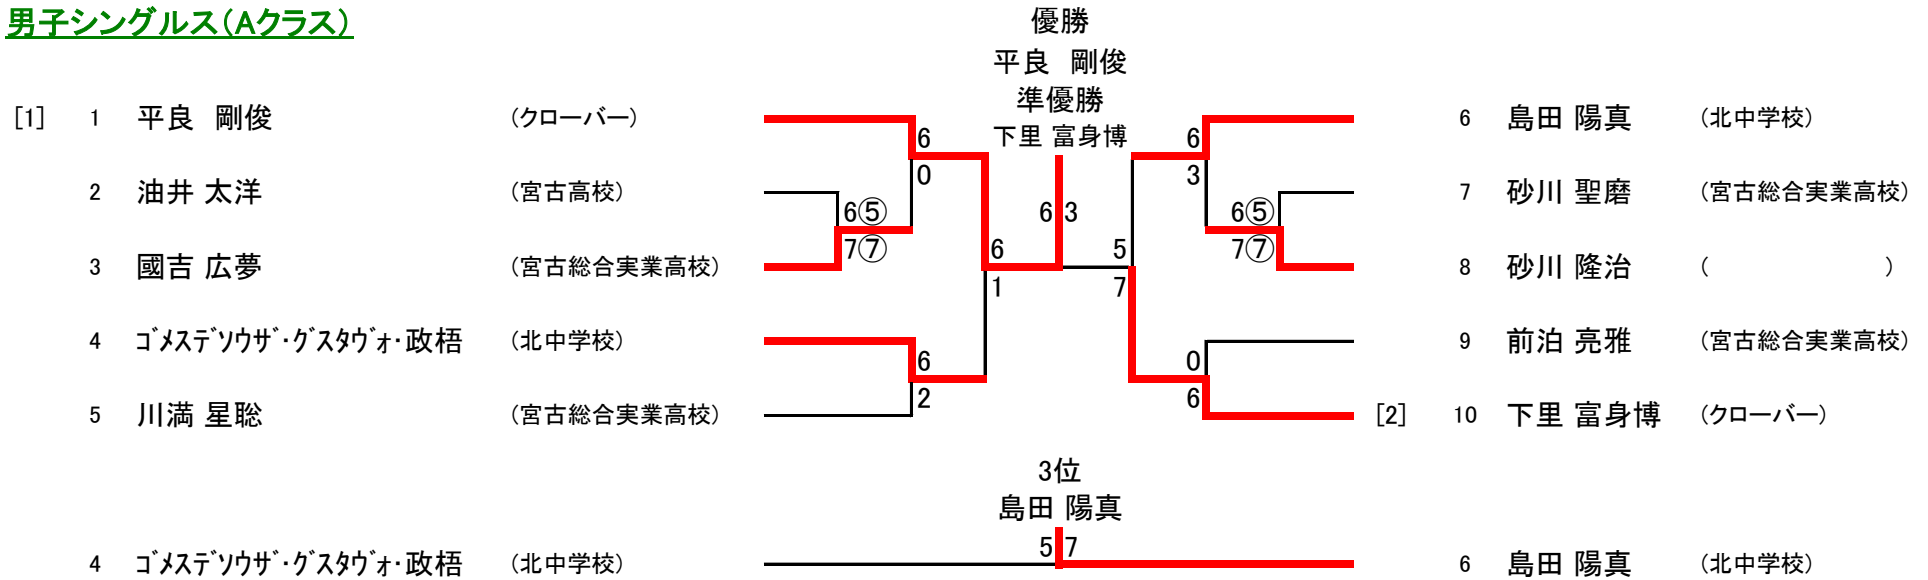 男子シングルス(Aクラス)
優勝
平良 剛俊
準優勝
下里 富身博
[1] 1 平良 剛俊 (クローバー)
2 油井 太洋 (宮古高校)
3 國吉 広夢 (宮古総合実業高校)
4 ゴメスデソウザ・グスタヴォ・政梧 (北中学校)
5 川満 星聡 (宮古総合実業高校)
6
0
6⑤
7⑦
6
1
6
2
6 3
6
3
6⑤
7⑦
5
7
0
6
6 島田 陽真 (北中学校)
7 砂川 聖磨 (宮古総合実業高校)
8 砂川 隆治 ( )
9 前泊 亮雅 (宮古総合実業高校)
[2] 10 下里 富身博 (クローバー)
3位
島田 陽真
5 7
4 ゴメスデソウザ・グスタヴォ・政梧 (北中学校)
6 島田 陽真 (北中学校)